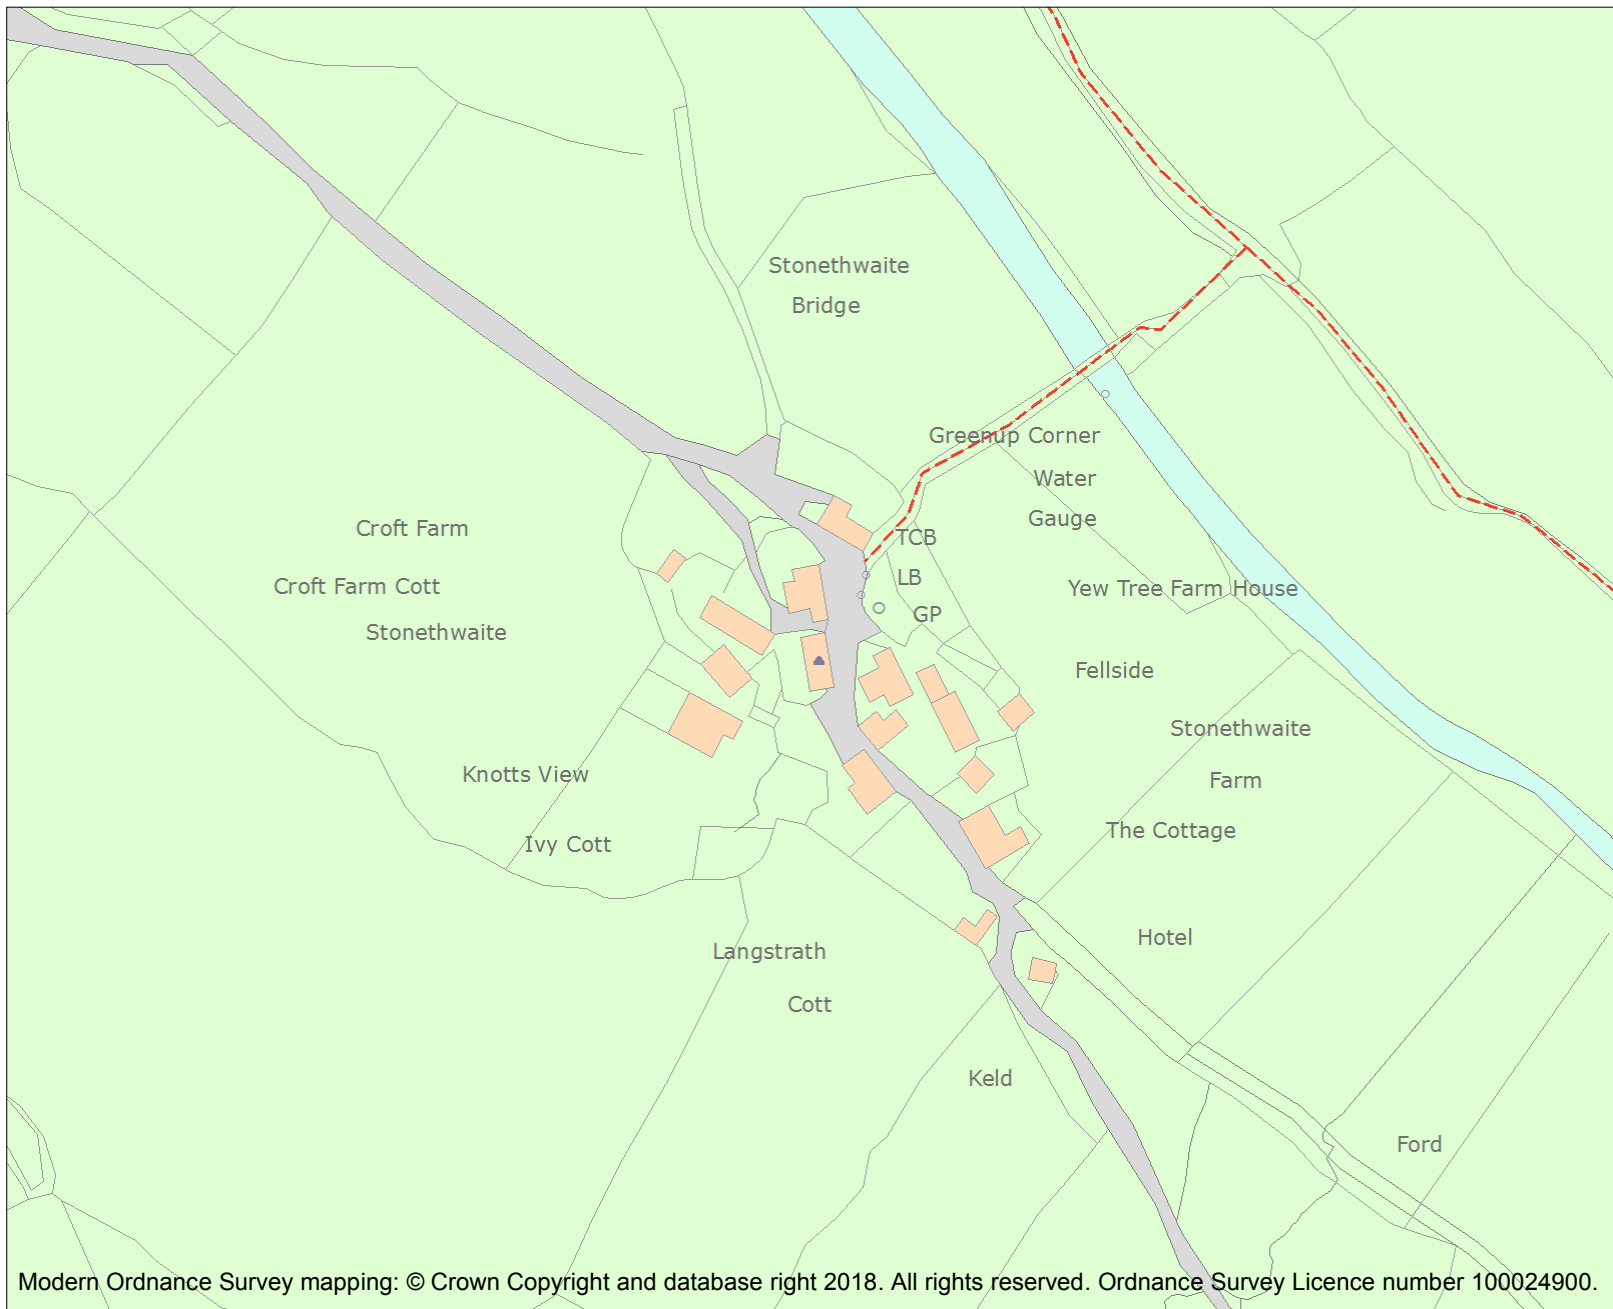 Stonethwaite
Bridge
Greenup Corner
Water
Gauge
Croft Farm
TCB
Croft Farm Cott
LB
Yew Tree Farm House
GP
Stonethwaite
Fellside
Stonethwaite
Knotts View
Farm
The Cottage
Ivy Cott
Hotel
Langstrath
Cott
Keld
Ford
Modern Ordnance Survey mapping: © Crown Copyright and database right 2018. All rights reserved. Ordnance Survey Licence number 100024900.